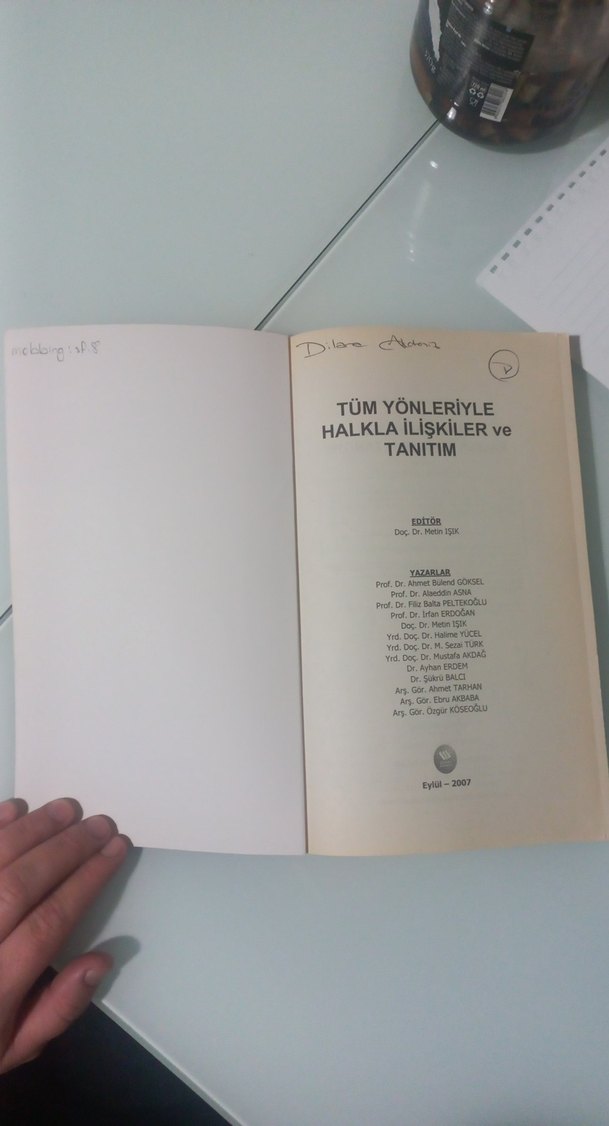 mobbing: sf. 8
Dilara
TÜM YÖNLERİYLE
HALKLA İLİŞKİLER ve
TANITIM
EDİTÖR
Doç. Dr. Metin IŞIK
YAZARLAR
Prof. Dr. Ahmet Bülend GÖKSEL
Prof. Dr. Alaeddin ASNA
Prof. Dr. Filiz Balta PELTEKOĞLU
Prof. Dr. İrfan ERDOĞAN
Doç. Dr. Metin IŞIK
Yrd. Doç. Dr. Halime YÜCEL
Yrd. Doç. Dr. M. Sezai TÜRK
Yrd. Doç. Dr. Mustafa AKDAĞ
Dr. Ayhan ERDEM
Dr. Şükrü BALCI
Arş. Gör. Ahmet TARHAN
Arş. Gör. Ebru AKBABA
Arş. Gör. Özgür KÖSEOĞLU
Eylül – 2007